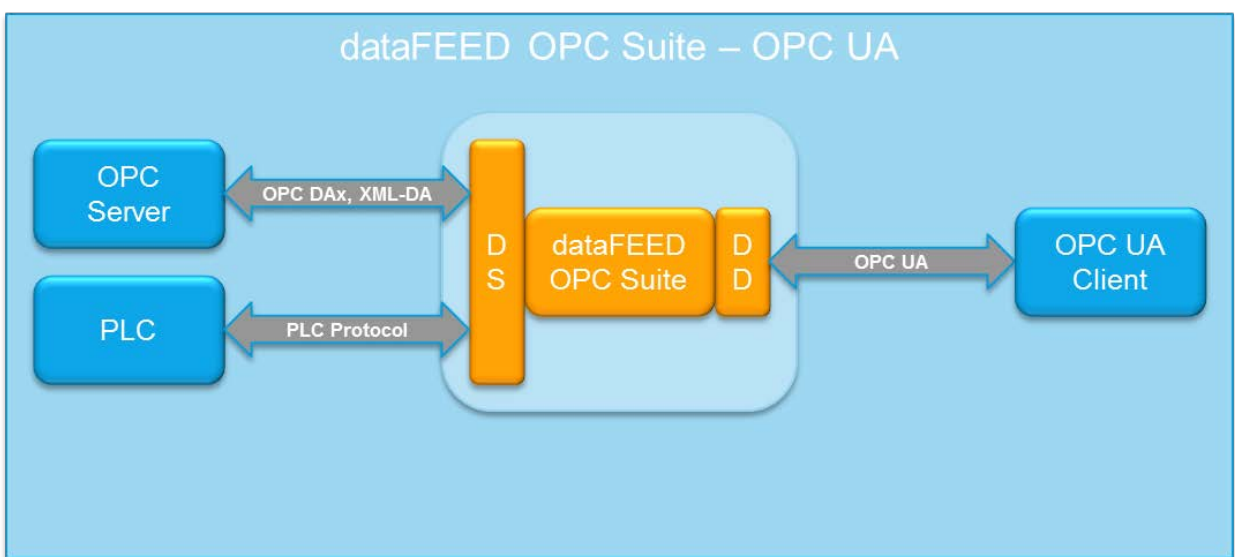 dataFEED OPC Suite – OPC UA
OPC
Server
OPC DAx, XML-DA
PLC
PLC Protocol
D
S
dataFEED
OPC Suite
D
D
OPC UA
OPC UA
Client